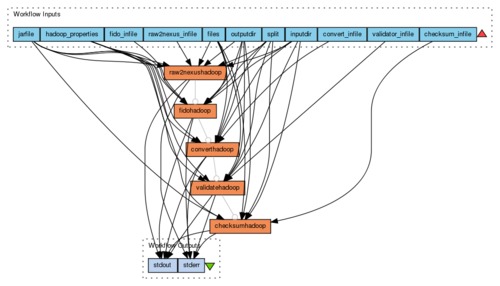 Workflow Inputs
jarfile hadoop_properties fido_infile raw2nexus_infile files outputdir split inputdir convert_infile validator_infile checksum_infile
raw2nexushadoop
fidohadoop
converthadoop
validatehadoop
checksumhadoop
Workflow Outputs
stdout stderr